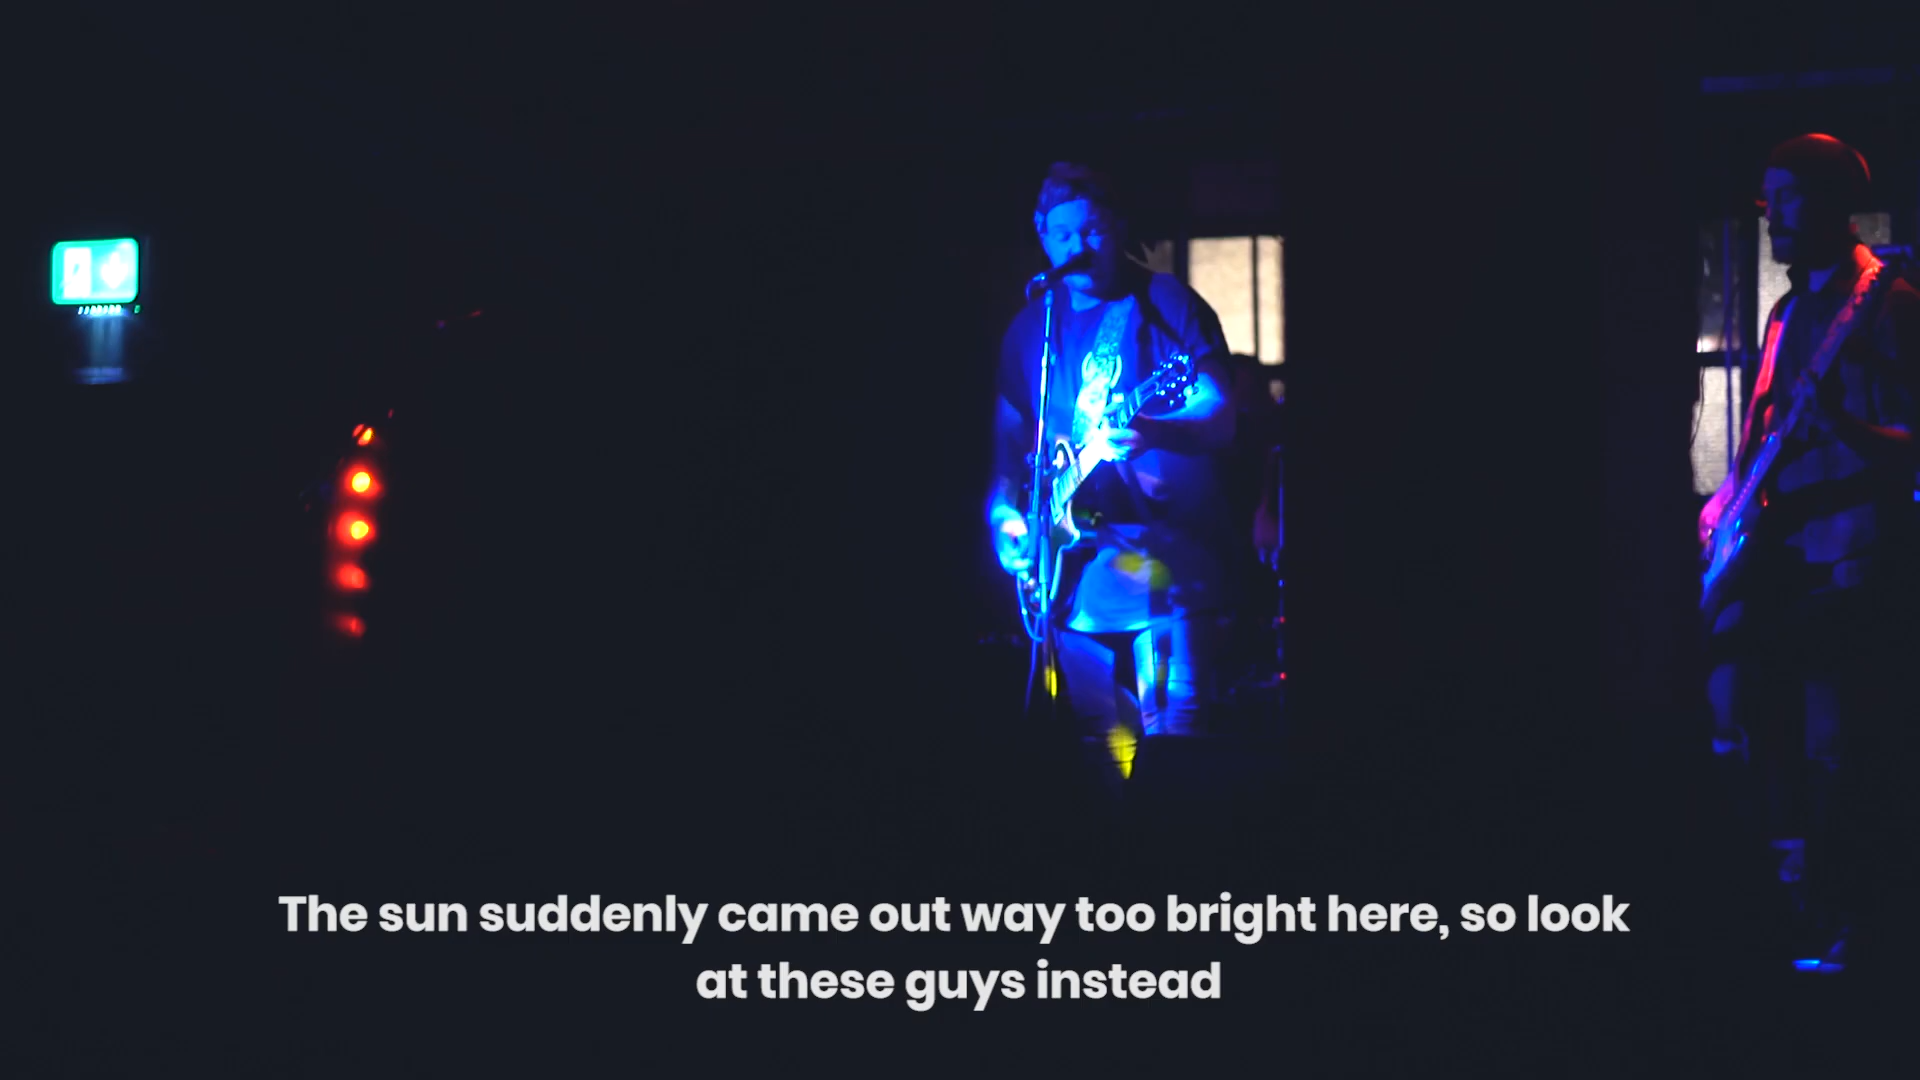 The sun suddenly came out way too bright here, so look
at these guys instead